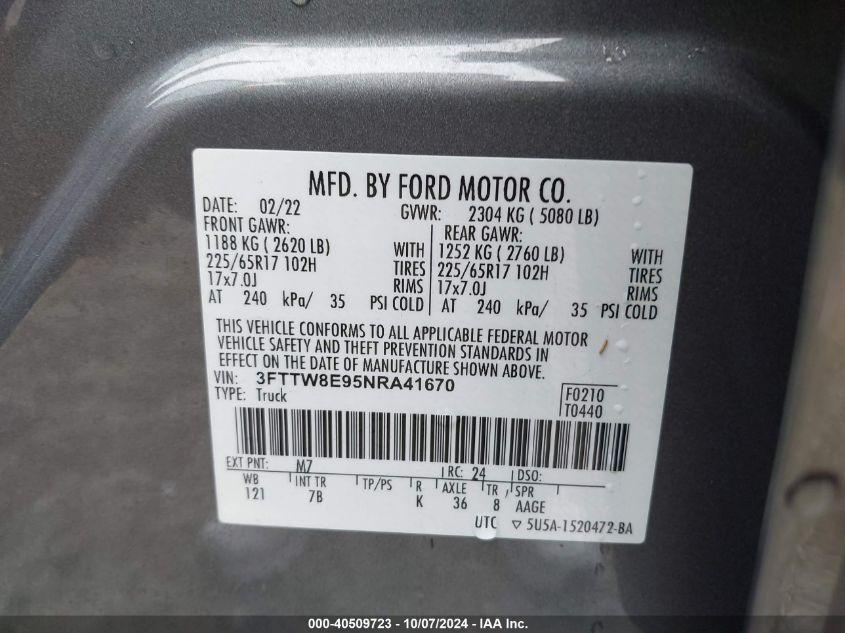 MFD. BY FORD MOTOR CO.
DATE: 02/22 GVWR: 2304 KG ( 5080 LB)
FRONT GAWR: REAR GAWR:
1188 KG ( 2620 LB) WITH 1252 KG ( 2760 LB) WITH
225/65R17 102H TIRES 225/65R17 102H TIRES
17x7.0J RIMS 17x7.0J RIMS
AT 240 kPa/ 35 PSI COLD AT 240 kPa/ 35 PSI COLD
THIS VEHICLE CONFORMS TO ALL APPLICABLE FEDERAL MOTOR
VEHICLE SAFETY AND THEFT PREVENTION STANDARDS IN
EFFECT ON THE DATE OF MANUFACTURE SHOWN ABOVE.
VIN: 3FTTW8E95NRA41670
TYPE: Truck
F0210
T0440
EXT PNT: M7 RC: 24 DSO:
WB INT TR TP/PS R AXLE TR SPR
121 7B K 36 8 AAGE
UTC ▽ 5U5A-1520472-BA
000-40509723 - 10/07/2024 - IAA Inc.